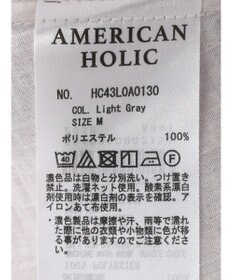 AMERICAN
HOLIC
NO. HC43L0A0130
COL. Light Gray
SIZE M
ポリエステル 100%
40
濃色品は白物と分別洗い。つけ置き
禁止。洗濯ネット使用。酸素系漂白
剤使用時は漂白剤の表示に注意。ア
イロンあて布使用。
・濃色製品は摩擦や汗、雨等で濡れ
た際に他の衣類や小物類に色が移
る事がありますのでご注意下さい。